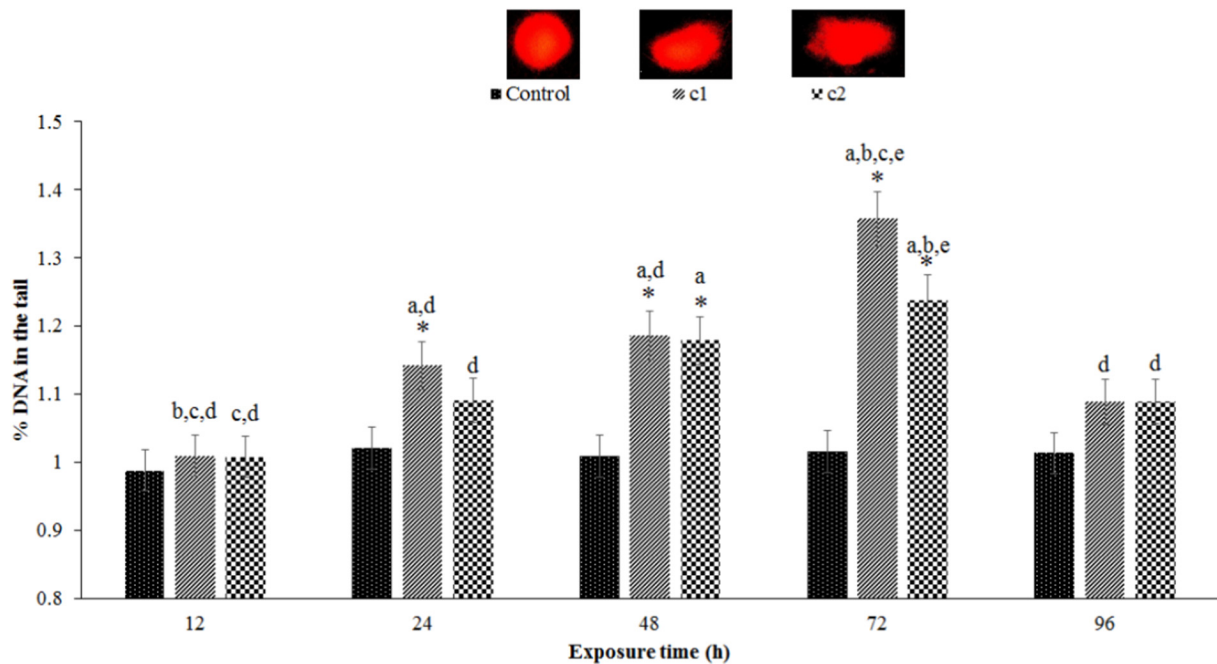 Control c1 c2
1.5
1.4
1.3
1.2
1.1
1
0.9
0.8
% DNA in the tail
b,c,d c,d
a,d
*
d
a,d
*
a
*
a,b,c,e
*
a,b,e
*
d d
12 24 48 72 96
Exposure time (h)